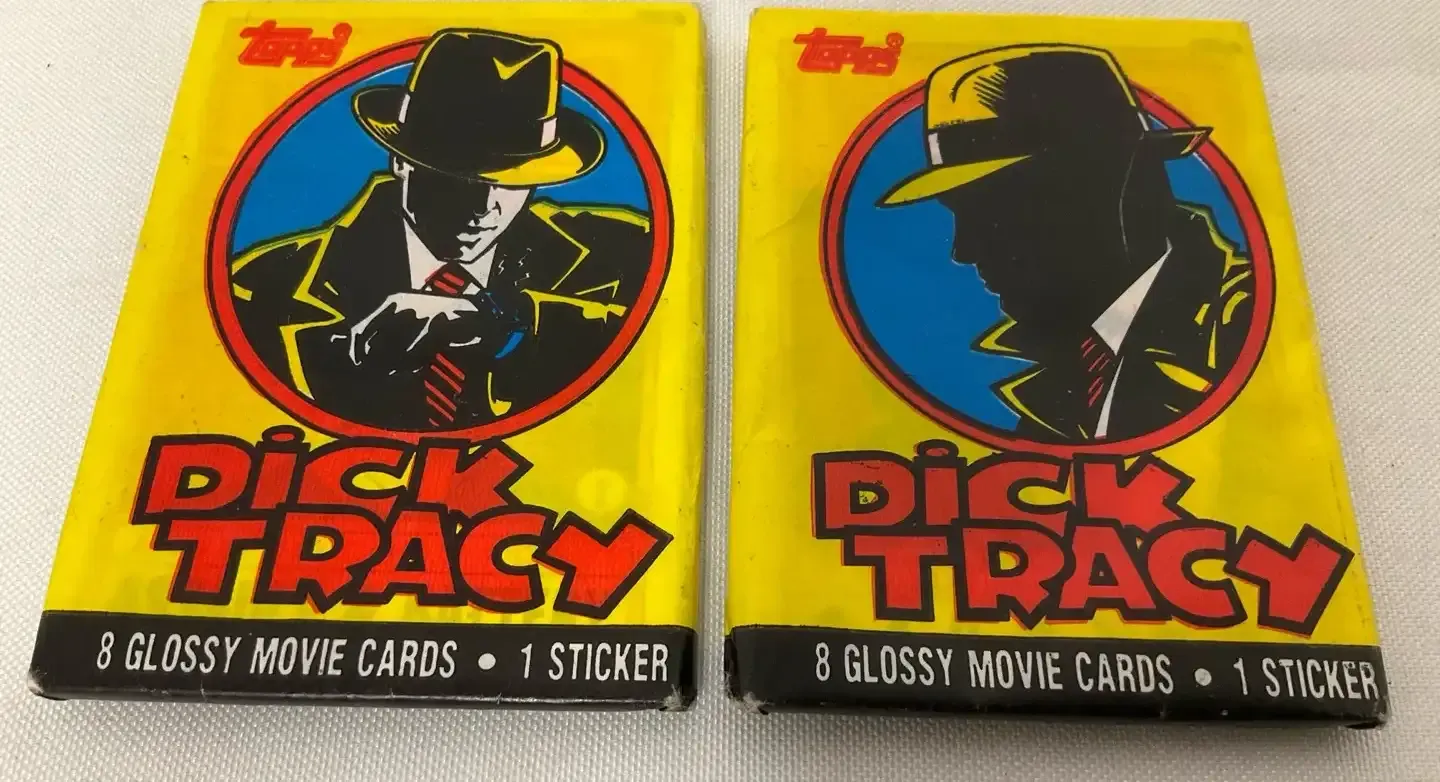 Topps
DiCK
TRACY
8 GLOSSY MOVIE CARDS • 1 STICKER
Topps®
DiCK
TRACY
8 GLOSSY MOVIE CARDS • 1 STICKER